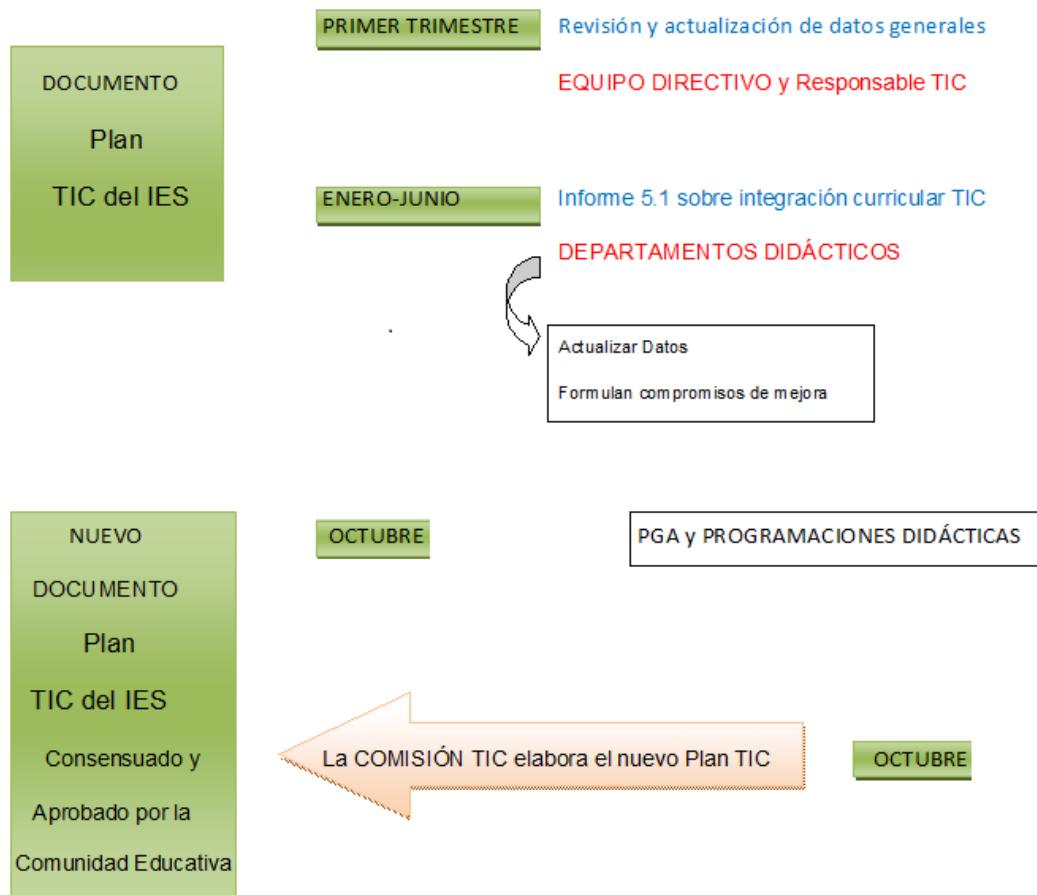 DOCUMENTO
Plan
TIC del IES
PRIMER TRIMESTRE
Revisión y actualización de datos generales
EQUIPO DIRECTIVO y Responsable TIC
ENERO-JUNIO
Informe 5.1 sobre integración curricular TIC
DEPARTAMENTOS DIDÁCTICOS
Actualizar Datos
Formulan compromisos de mejora
NUEVO
DOCUMENTO
Plan
TIC del IES
Consensuado y
Aprobado por la
Comunidad Educativa
OCTUBRE
PGA y PROGRAMACIONES DIDÁCTICAS
La COMISIÓN TIC elabora el nuevo Plan TIC
OCTUBRE